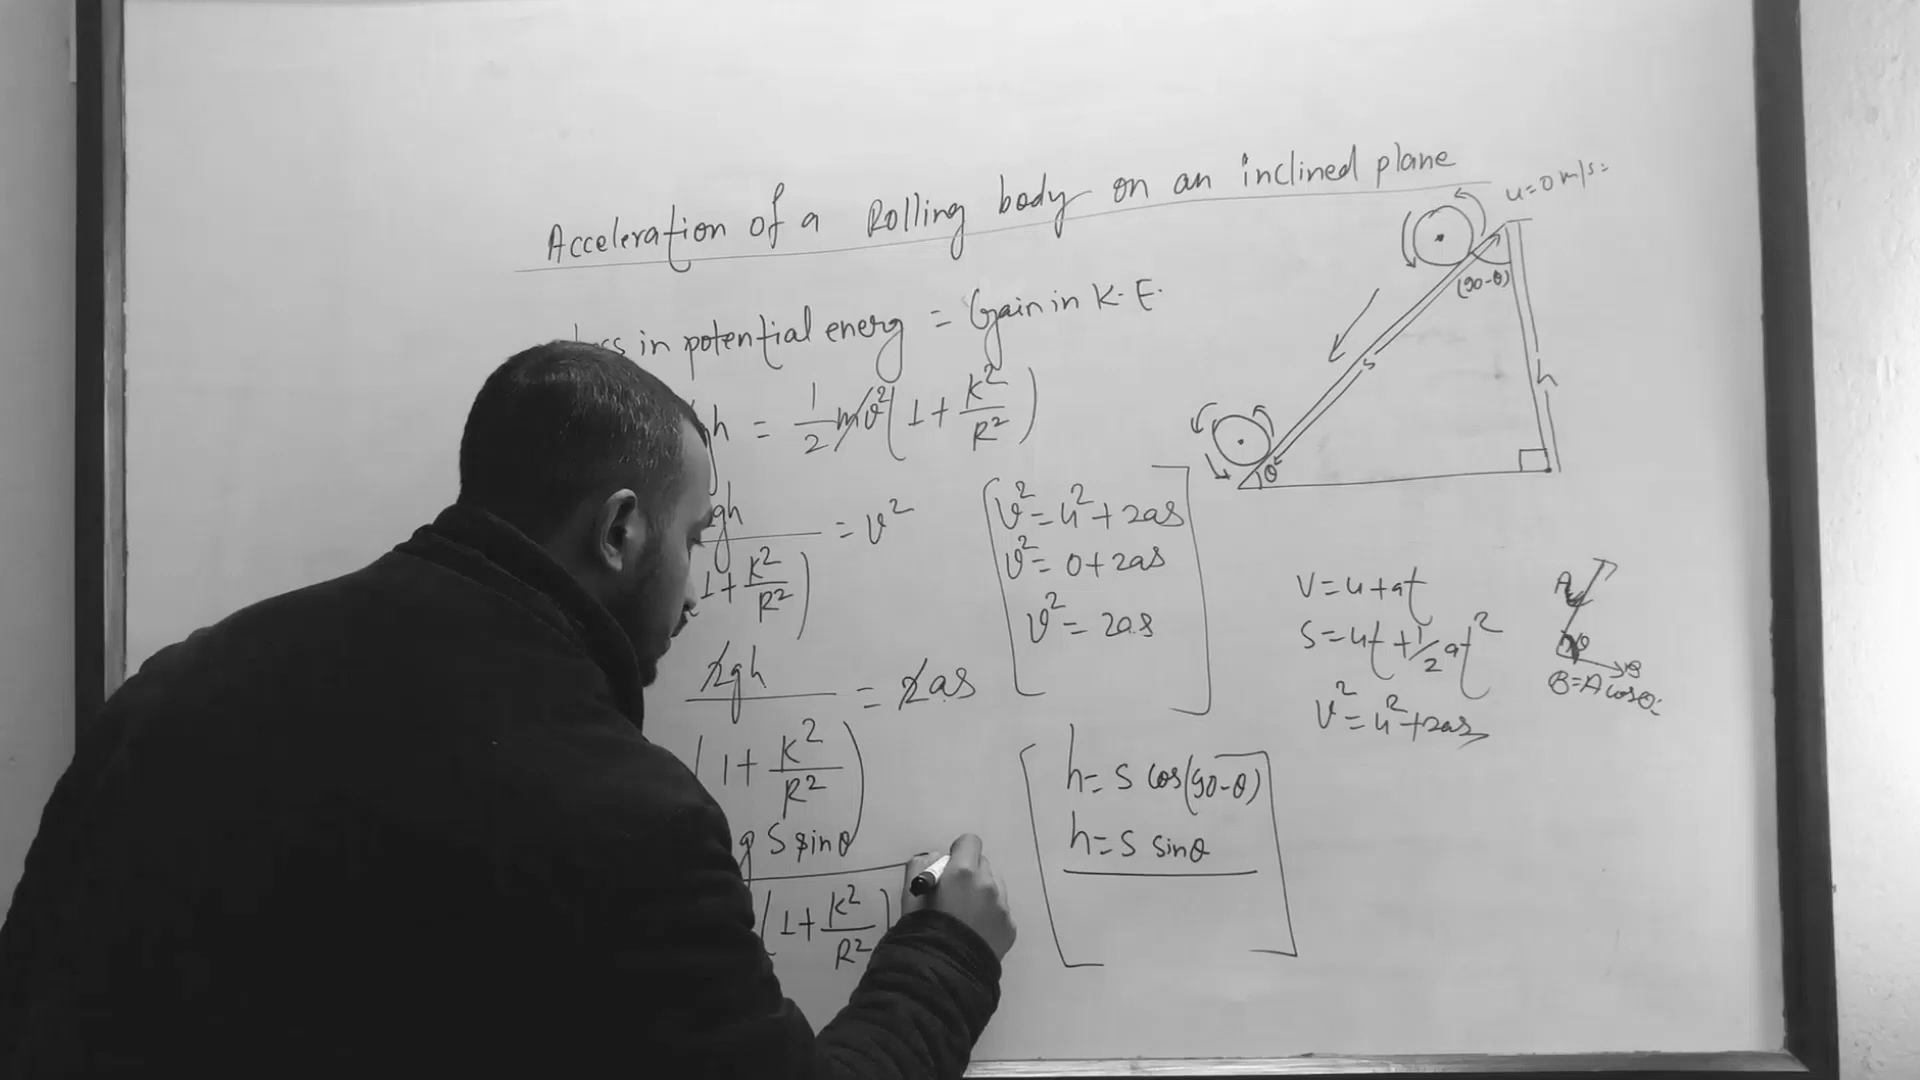 Acceleration of a Rolling body on an inclined plane
u=0 m/s
in potential energ = Gain in K.E.
h = 1/2 mv²(1 + K²/R²)
gh / (1 + K²/R²) = v²
2gh / (1 + K²/R²) = 2as
g S sinθ / (1 + K²/R²)
v² = u² + 2as
v² = 0 + 2as
v² = 2as
h = S cos(90-θ)
h = S sinθ
(90-θ)
s
h
θ
V = u + at
S = ut + 1/2 at²
v² = u² + 2as
A
θ
B
B = A cosθ